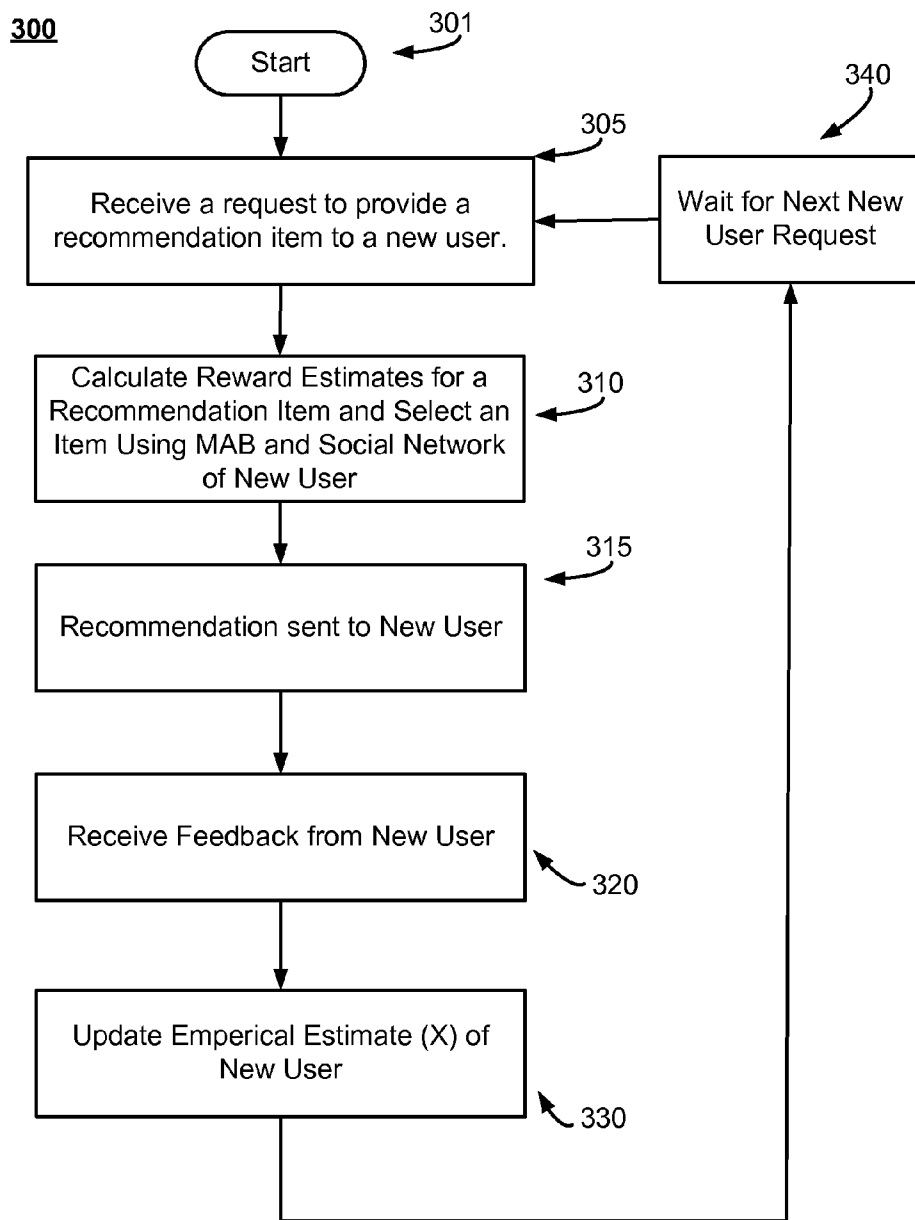 300
301
Start
340
305
Receive a request to provide a
recommendation item to a new user.
Wait for Next New
User Request
Calculate Reward Estimates for a
Recommendation Item and Select an
Item Using MAB and Social Network
of New User
310
315
Recommendation sent to New User
Receive Feedback from New User
320
Update Emperical Estimate (X) of
New User
330